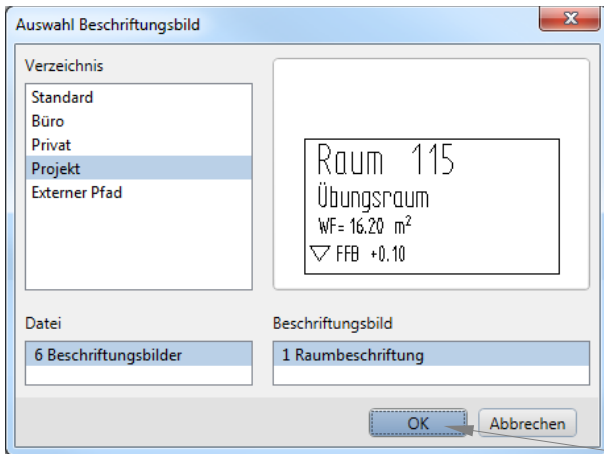 Auswahl Beschriftungsbild
Verzeichnis
Standard
Büro
Privat
Projekt
Externer Pfad
Raum 115
Übungsraum
WF= 16.20 m²
FFB +0.10
Datei
6 Beschriftungsbilder
Beschriftungsbild
1 Raumbeschriftung
OK
Abbrechen